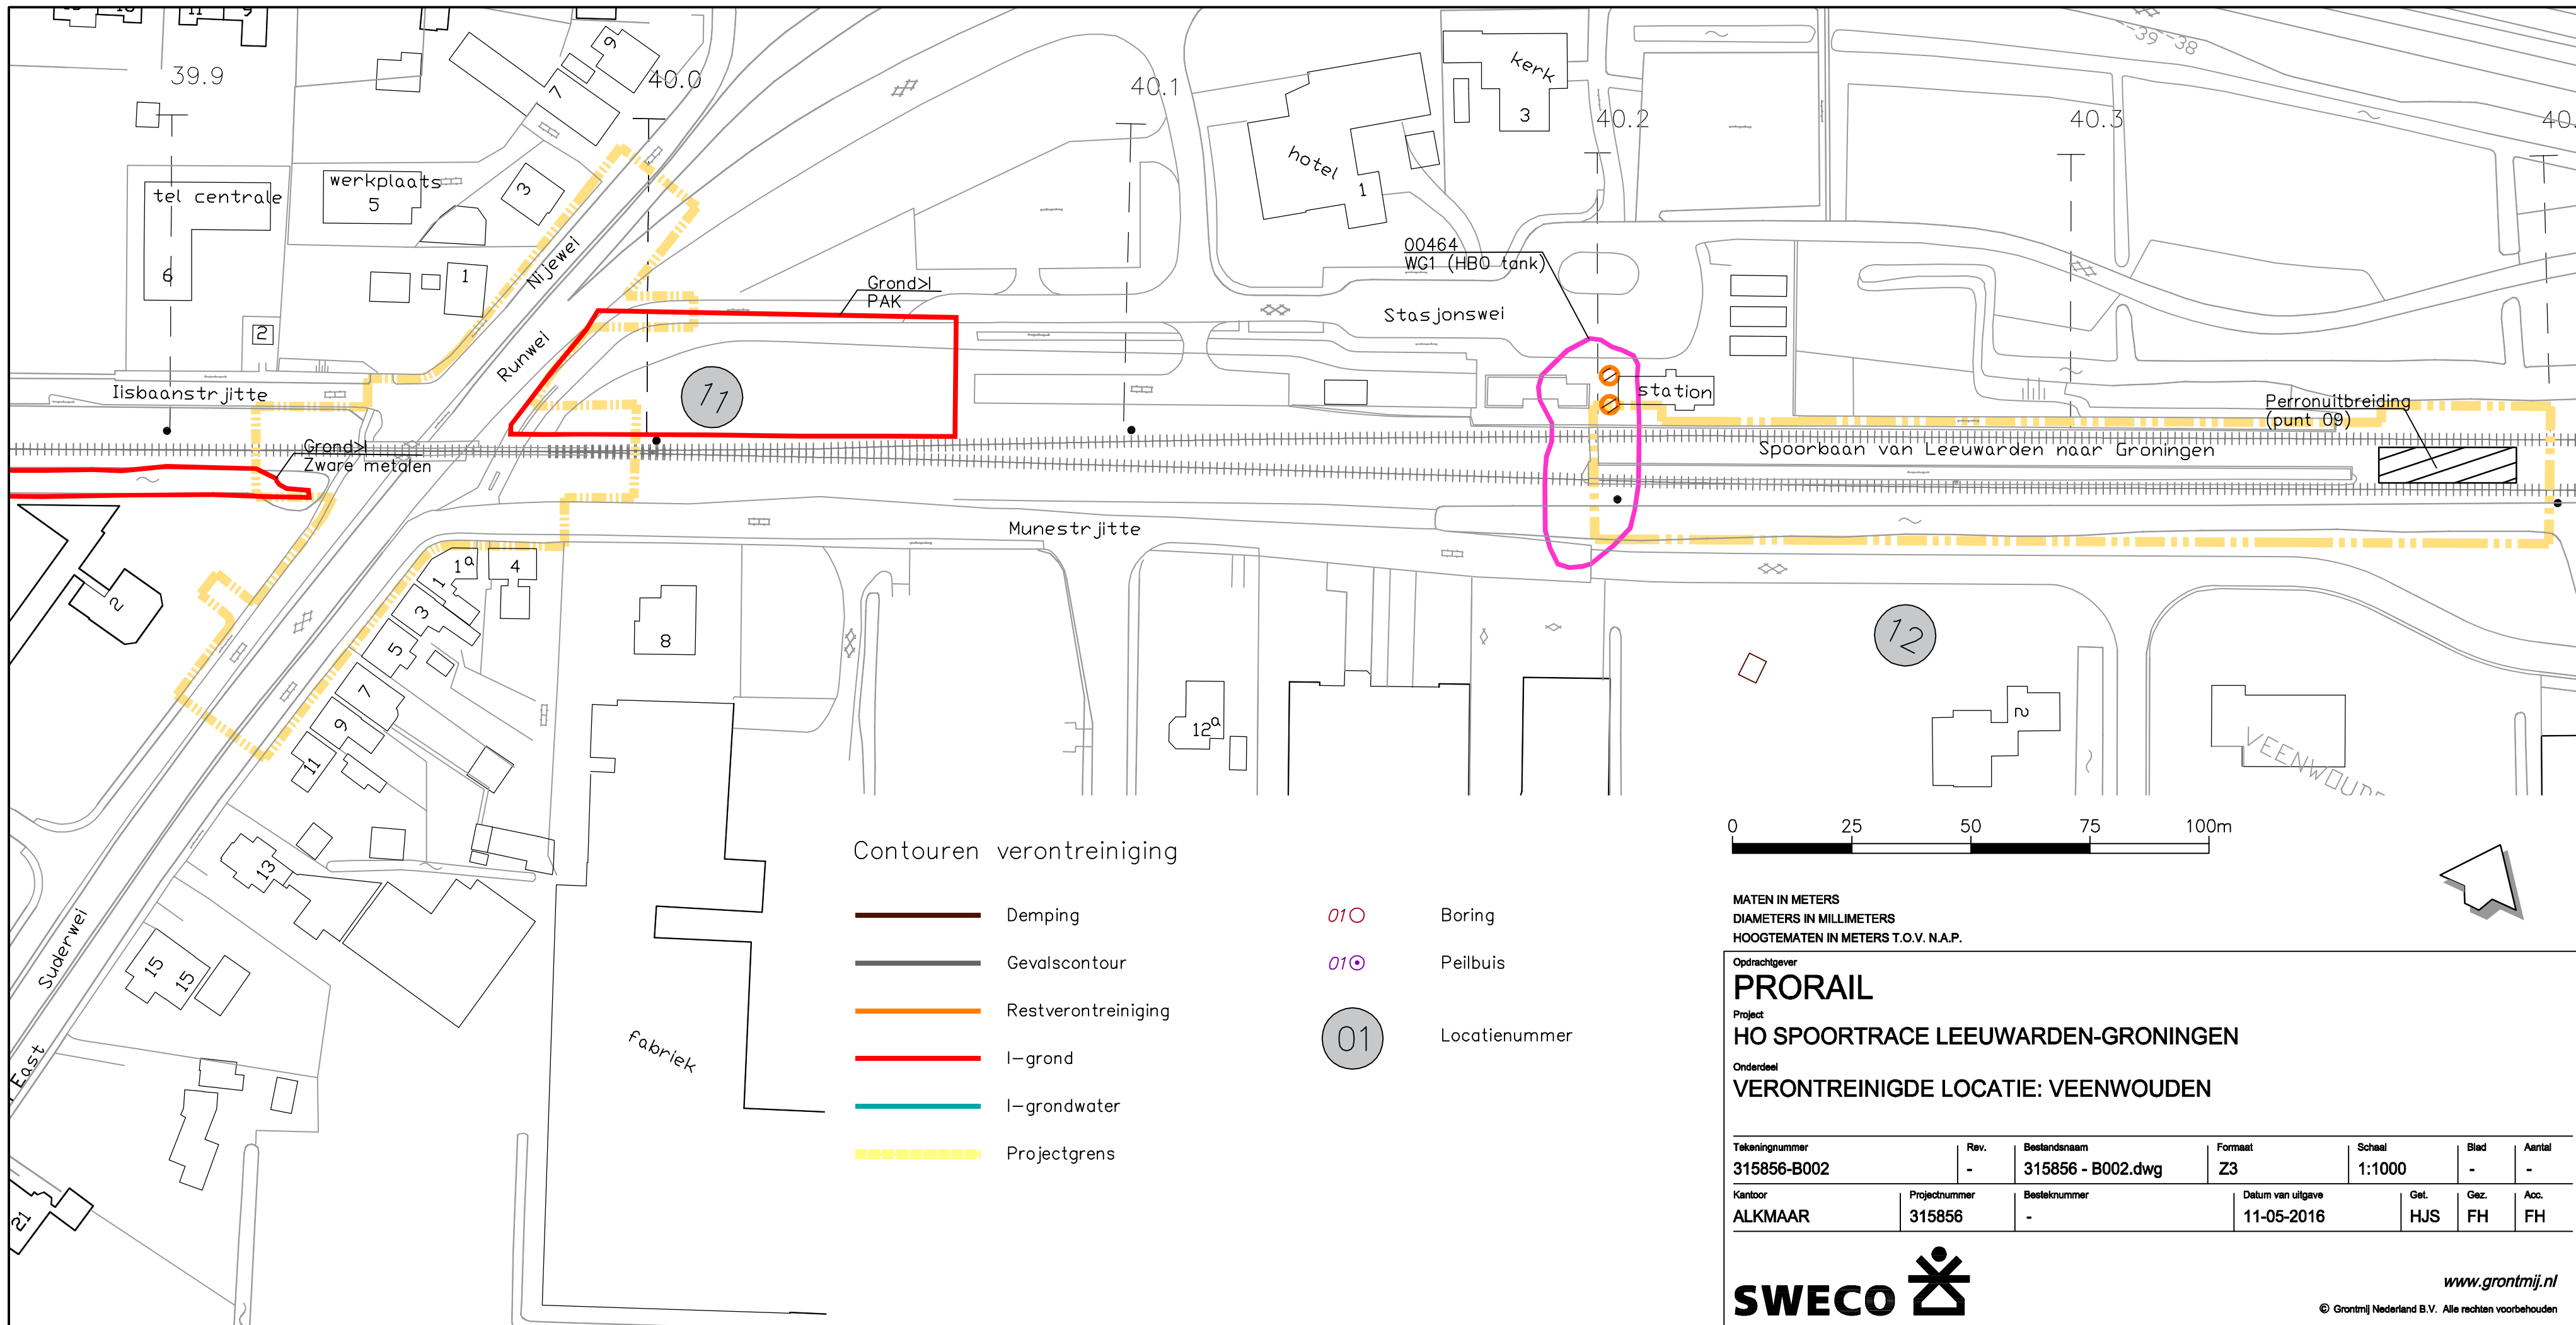 39.9
40.0
40.1
40.2
40.3
-39 -38
9
7
kerk
3
hotel
1
tel centrale
6
werkplaats
5
3
1
2
Nijewei
Runwei
Iisbaanstrjitte
Grond>I
PAK
11
00464
WG1 (HBO tank)
Stasjonswei
station
Perronuitbreiding
(punt 09)
Spoorbaan van Leeuwarden naar Groningen
Grond>I
Zware metalen
Munestrjitte
2
1
1a
4
3
5
7
9
11
8
12a
12
2
VEENWOUDE
13
15
15
21
East
Suderwei
fabriek
0 25 50 75 100m
Contouren verontreiniging
Demping
Gevalscontour
Restverontreiniging
I-grond
I-grondwater
Projectgrens
01 Boring
01 Peilbuis
01 Locatienummer
MATEN IN METERS
DIAMETERS IN MILLIMETERS
HOOGTEMATEN IN METERS T.O.V. N.A.P.
Opdrachtgever
PRORAIL
Project
HO SPOORTRACE LEEUWARDEN-GRONINGEN
Onderdeel
VERONTREINIGDE LOCATIE: VEENWOUDEN
Tekeningnummer Rev. Bestandsnaam Formaat Schaal Blad Aantal
315856-B002 - 315856 - B002.dwg Z3 1:1000 - -
Kantoor Projectnummer Besteknummer Datum van uitgave Get. Gez. Acc.
ALKMAAR 315856 - 11-05-2016 HJS FH FH
SWECO
www.grontmij.nl
© Grontmij Nederland B.V. Alle rechten voorbehouden